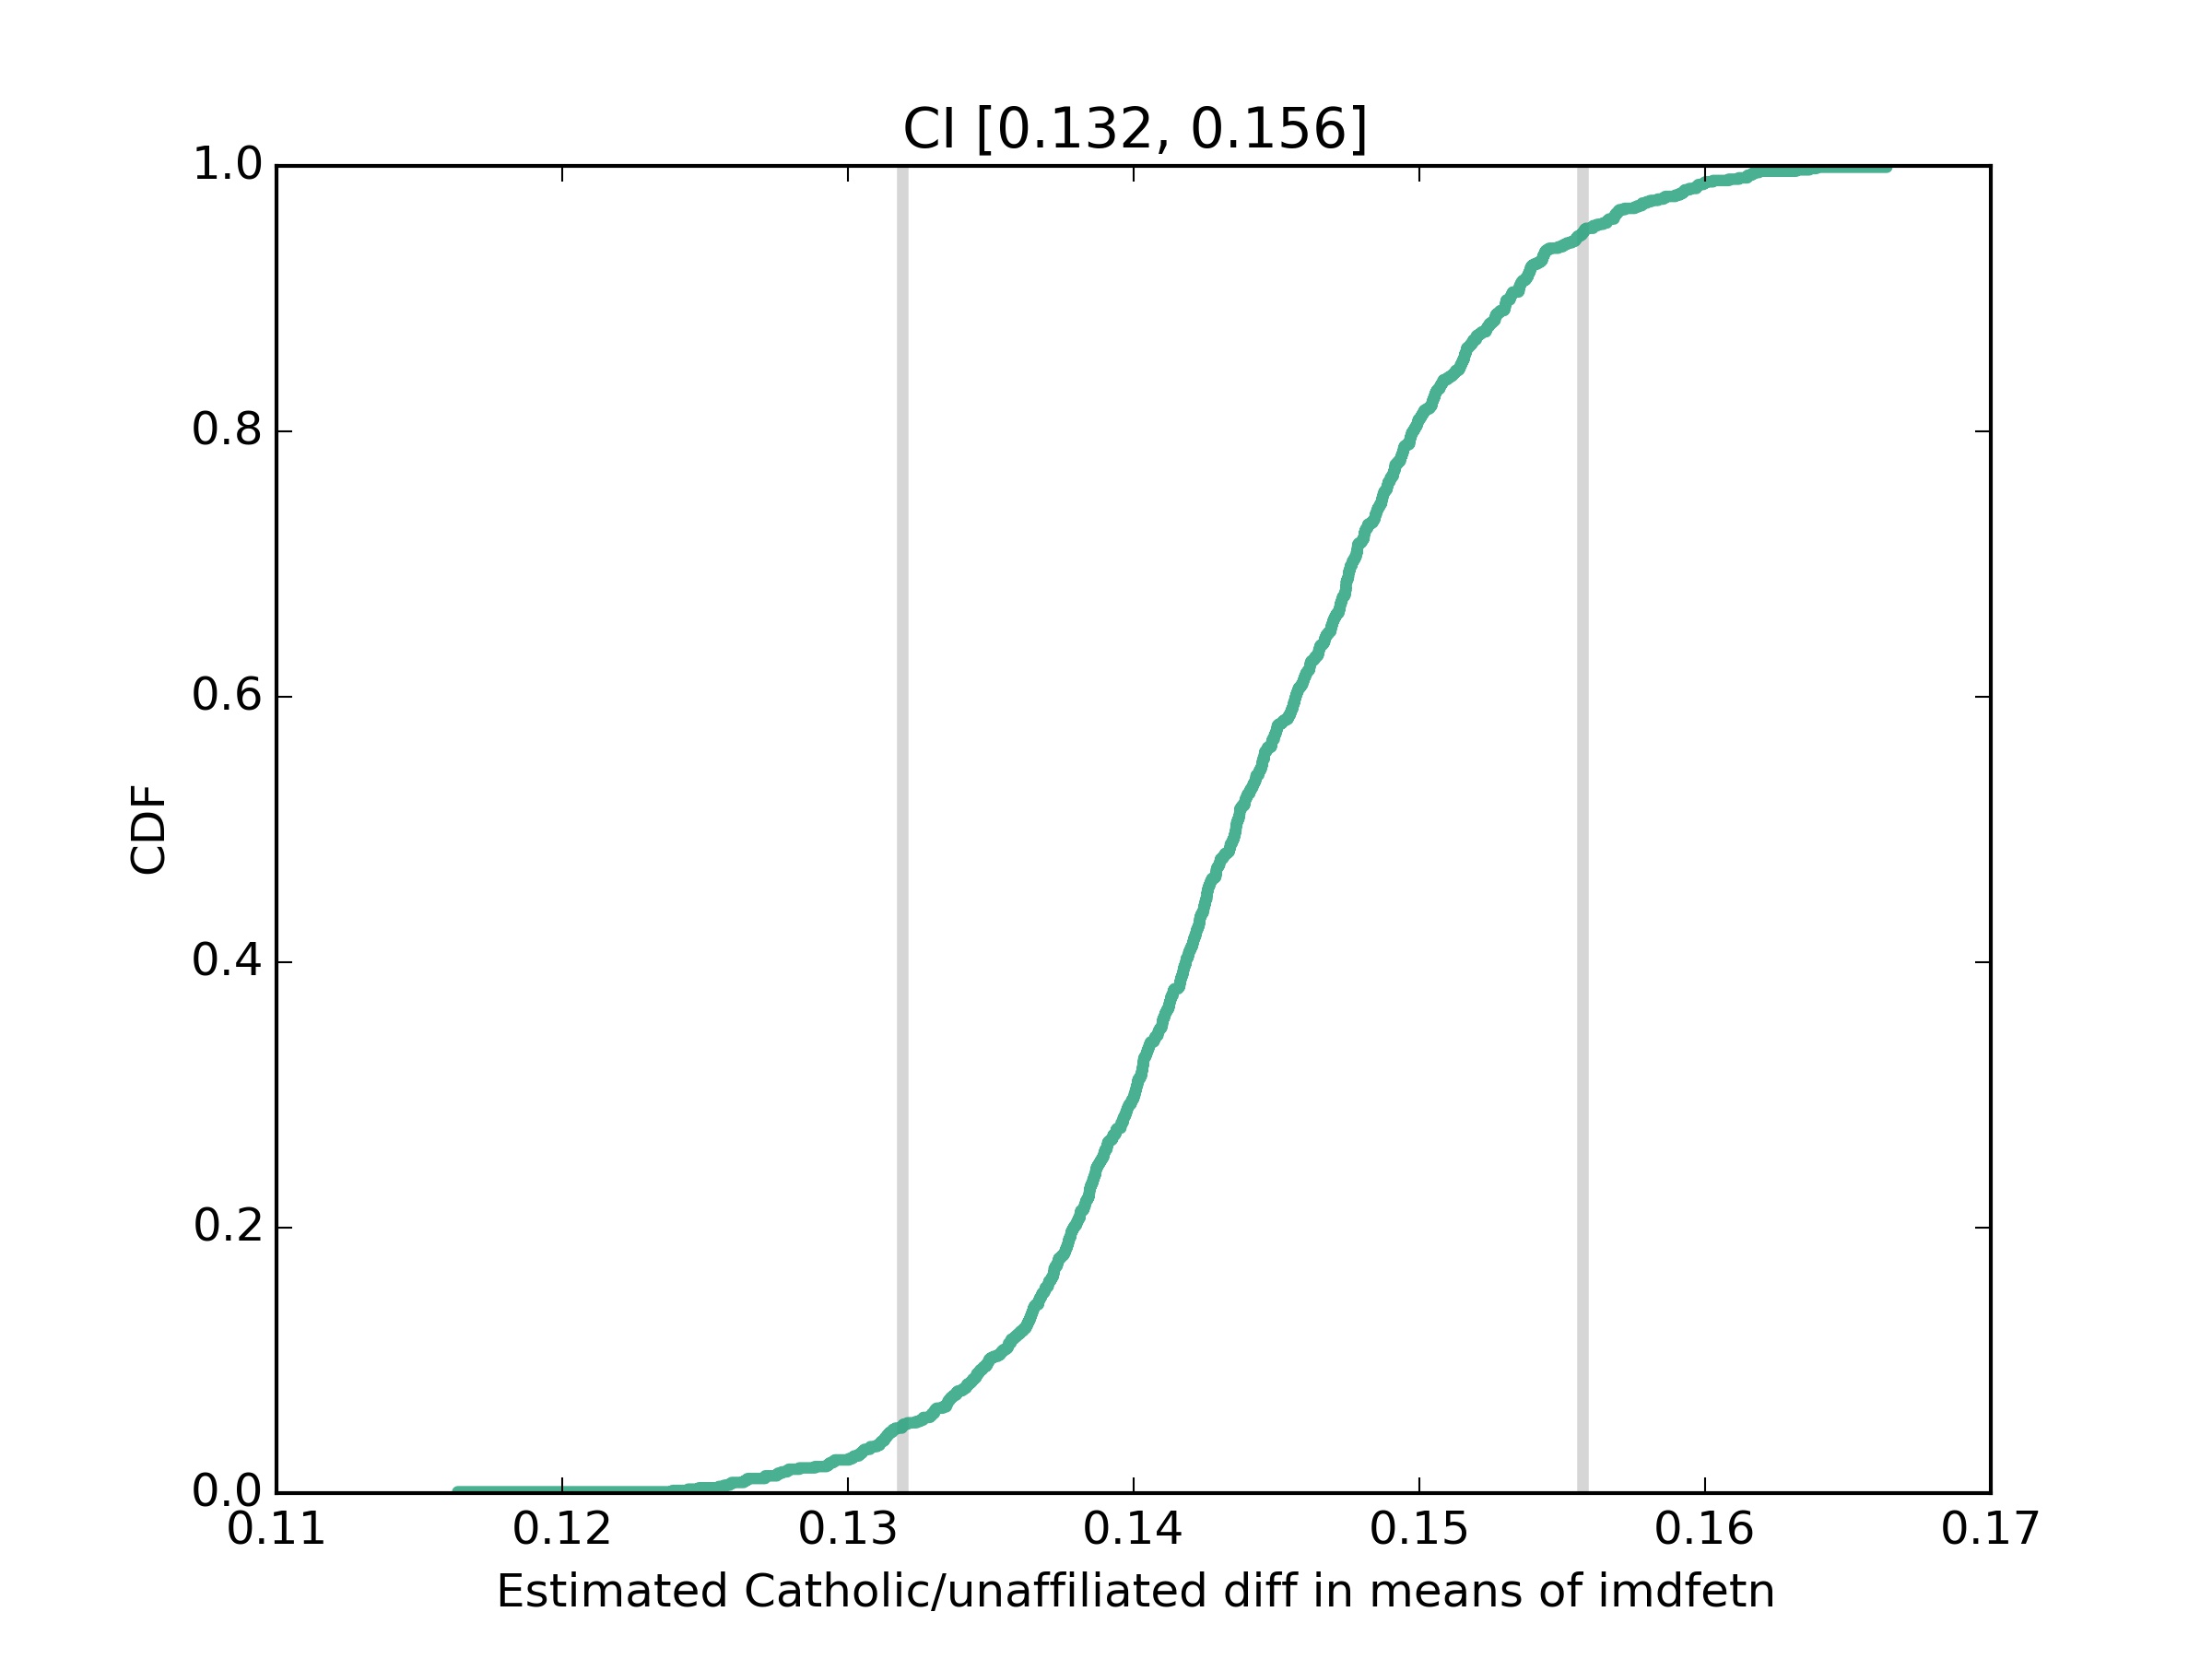 CI [0.132, 0.156]
1.0
0.8
0.6
0.4
0.2
0.0
CDF
0.11 0.12 0.13 0.14 0.15 0.16 0.17
Estimated Catholic/unaffiliated diff in means of imdfetn